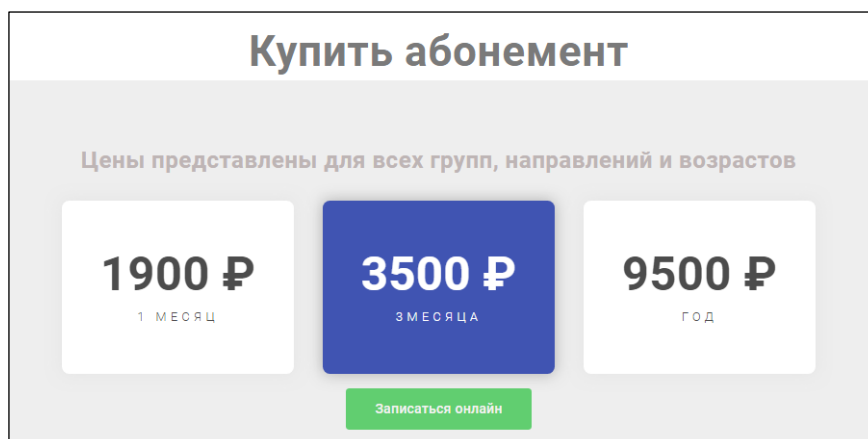 Купить абонемент
Цены представлены для всех групп, направлений и возрастов
1900 ₽
1 МЕСЯЦ
3500 ₽
3МЕСЯЦА
9500 ₽
ГОД
Записаться онлайн